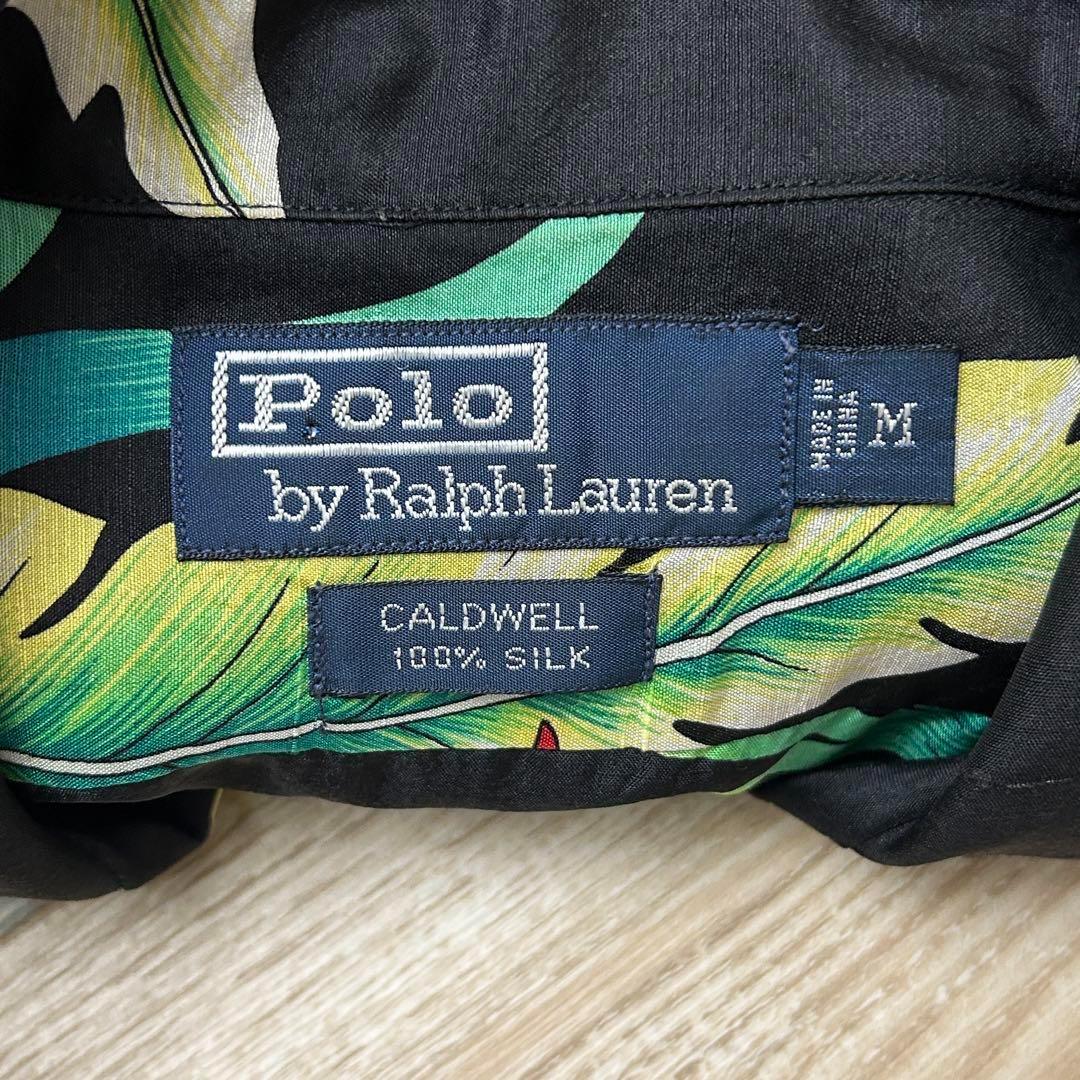 Polo
by Ralph Lauren
MADE IN
CHINA
M
CALDWELL
100% SILK